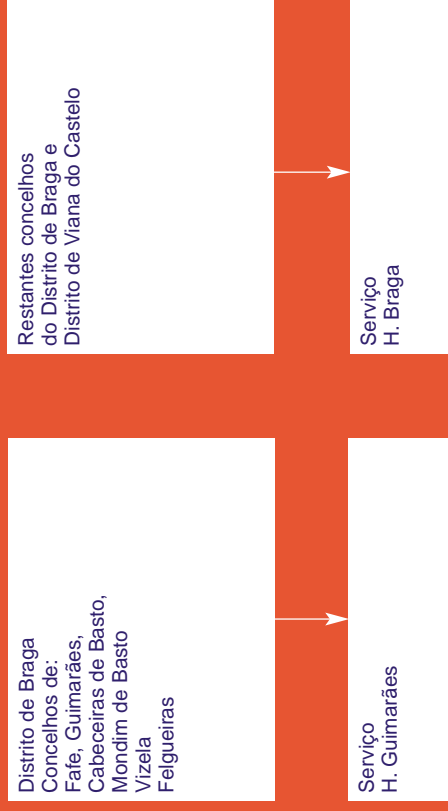 Distrito de Braga
Concelhos de:
Fafe, Guimarães,
Cabeceiras de Basto,
Mondim de Basto
Vizela
Felgueiras
Serviço
H. Guimarães
Restantes concelhos
do Distrito de Braga e
Distrito de Viana do Castelo
Serviço
H. Braga